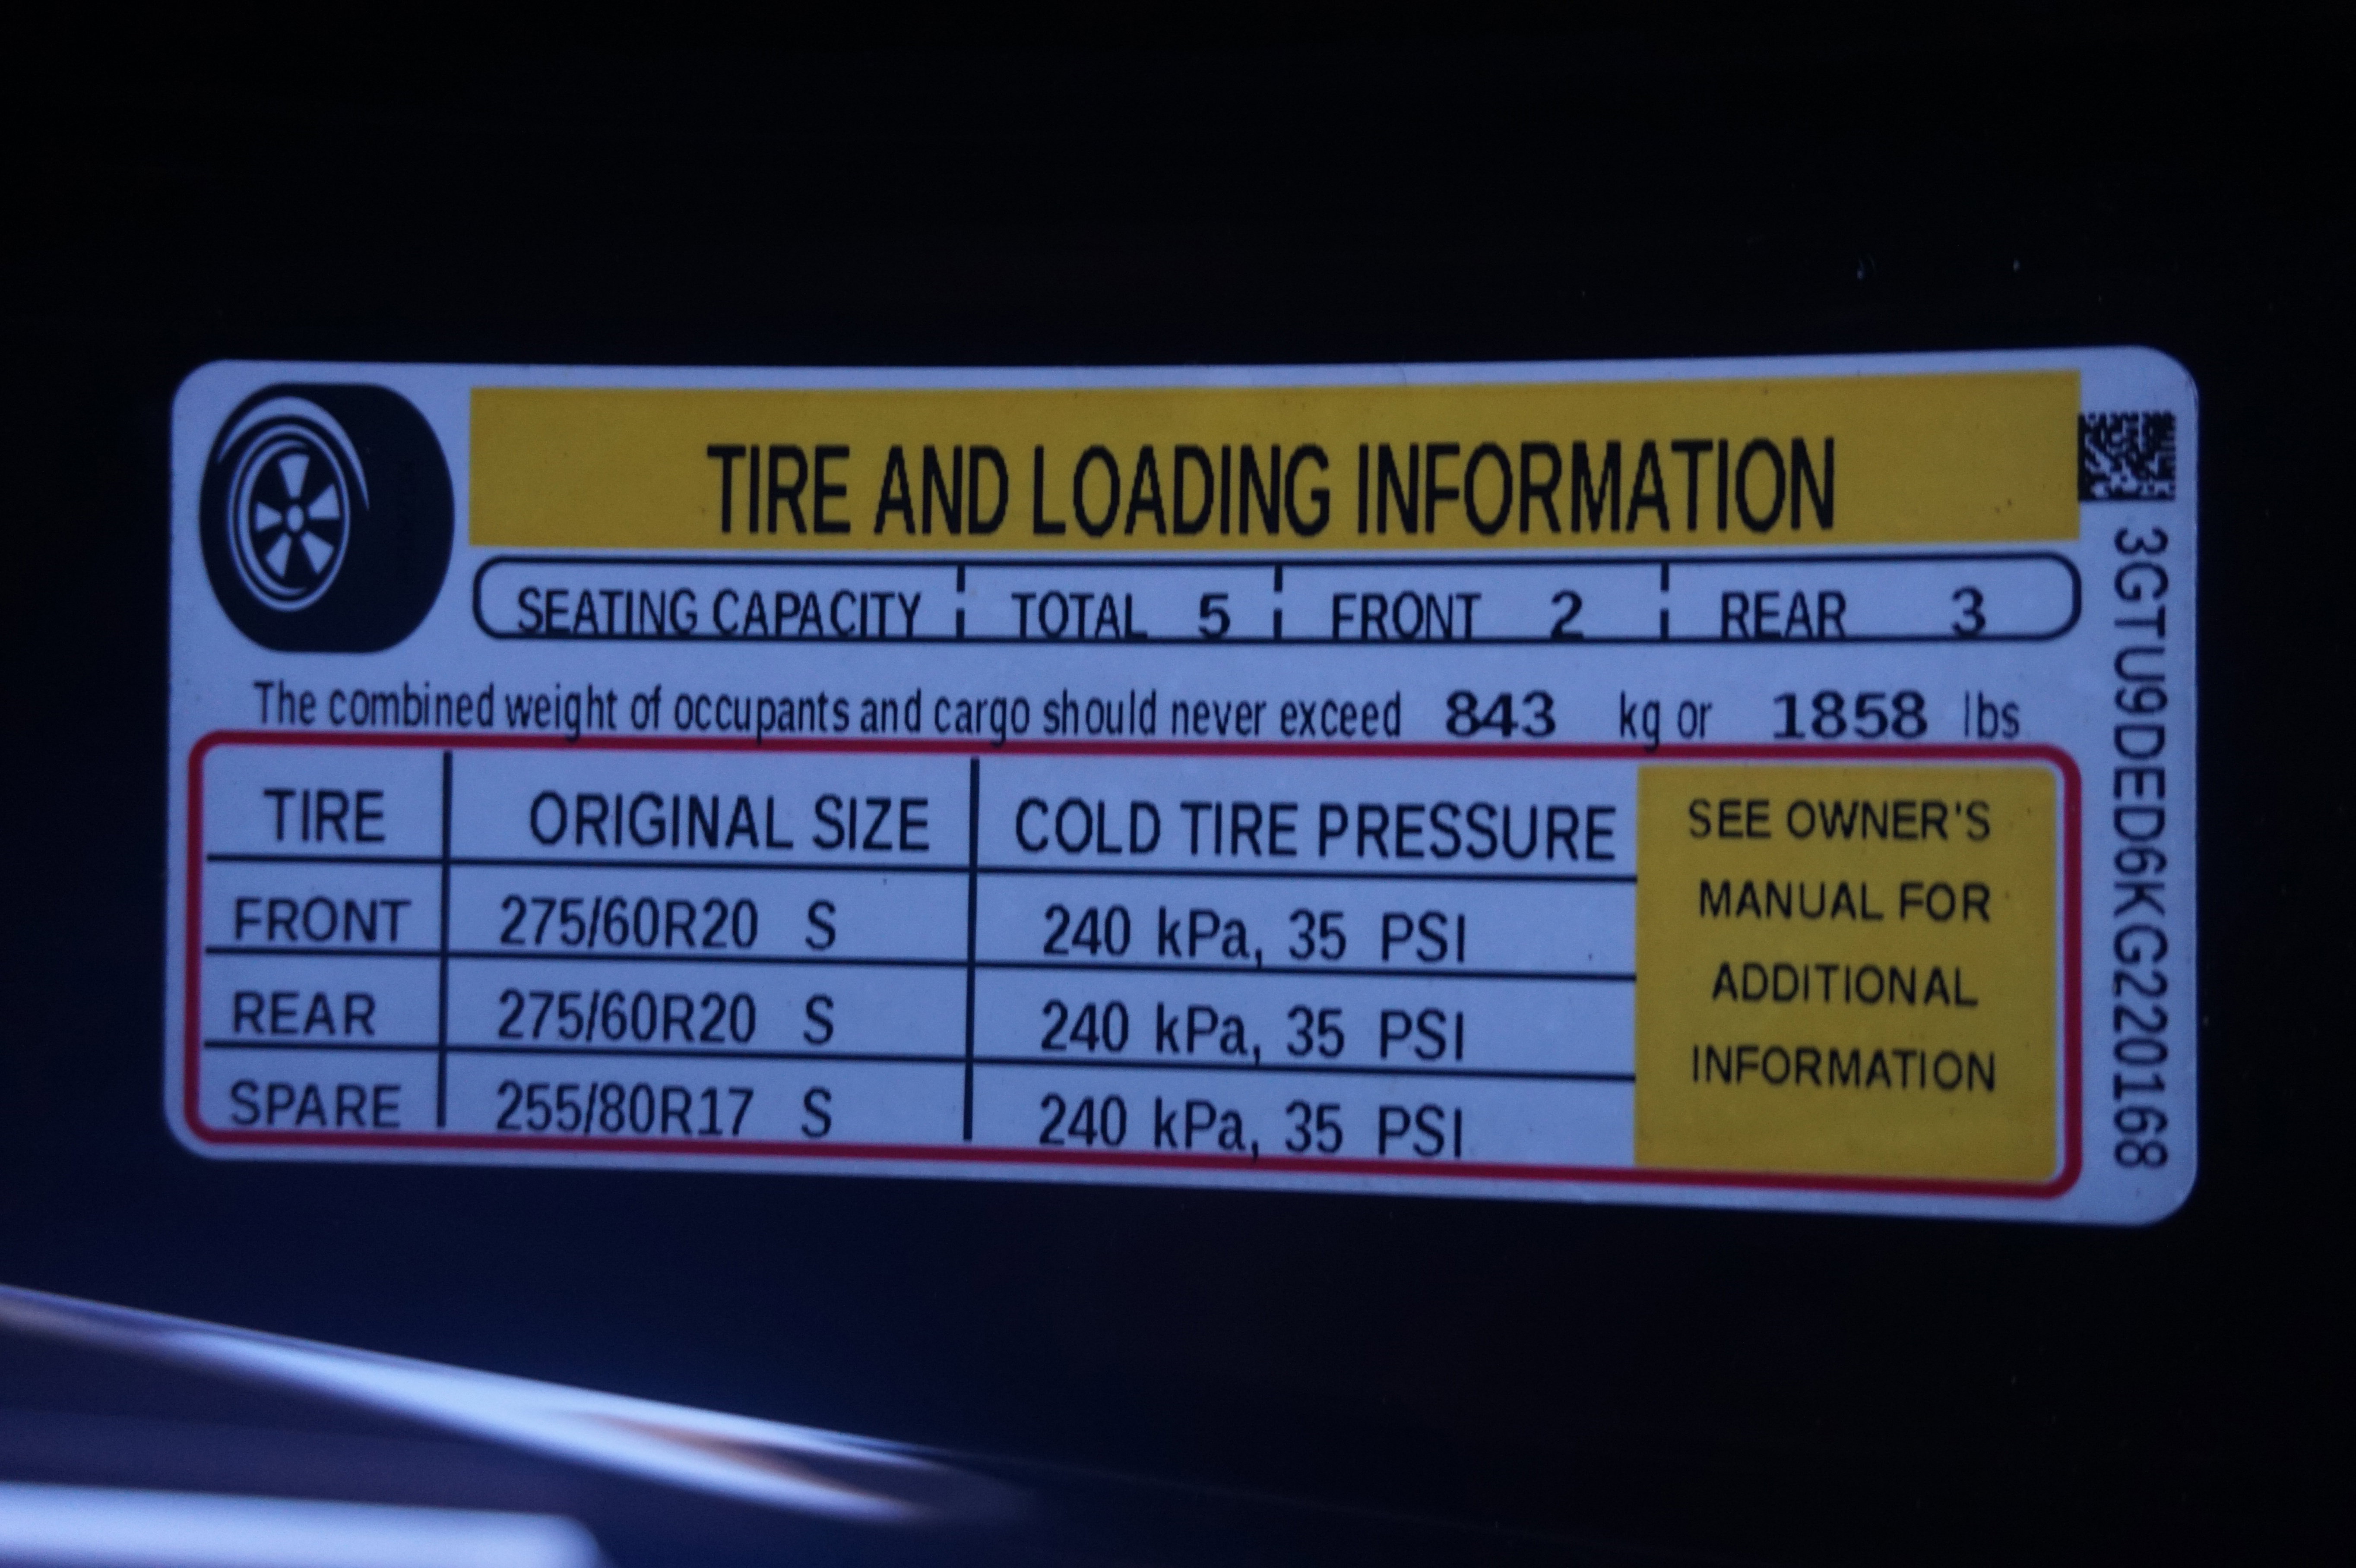 TIRE AND LOADING INFORMATION
SEATING CAPACITY TOTAL 5 FRONT 2 REAR 3
The combined weight of occupants and cargo should never exceed 843 kg or 1858 lbs
TIRE ORIGINAL SIZE COLD TIRE PRESSURE
FRONT 275/60R20 S 240 kPa, 35 PSI
REAR 275/60R20 S 240 kPa, 35 PSI
SPARE 255/80R17 S 240 kPa, 35 PSI
SEE OWNER'S
MANUAL FOR
ADDITIONAL
INFORMATION
3GTU9DED6KG220168